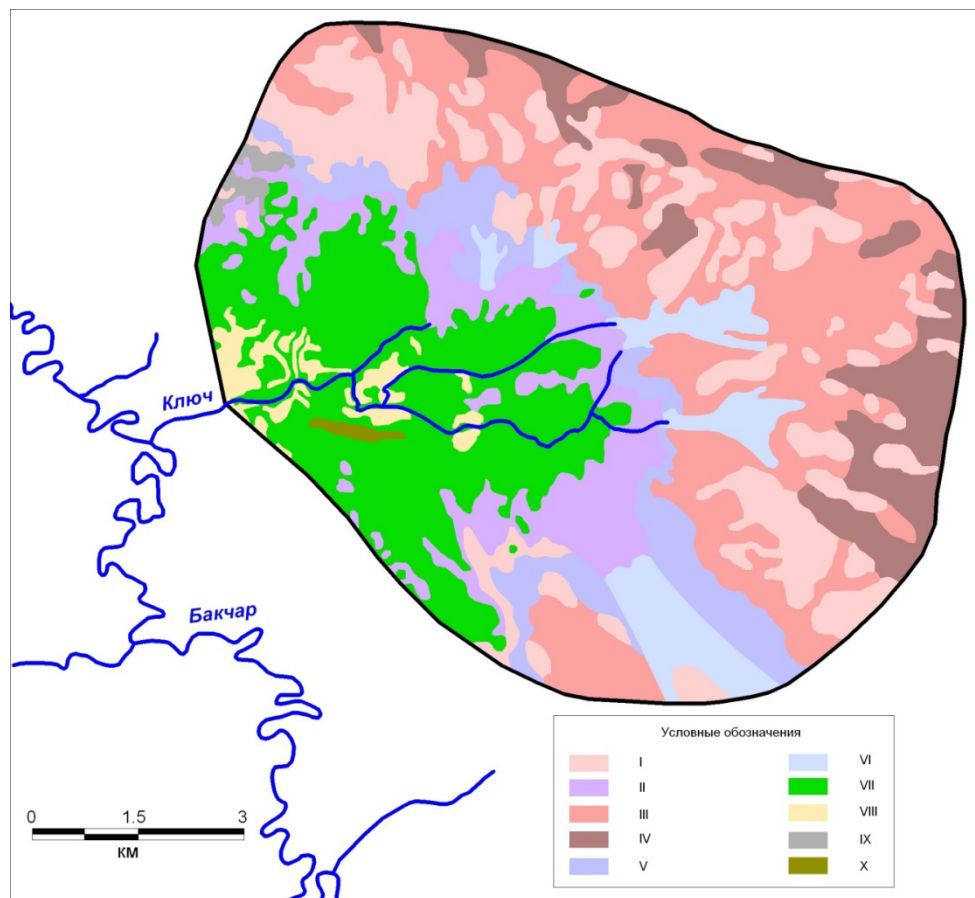 Ключ
Бакчар
0 1.5 3
КМ
Условные обозначения
I VI
II VII
III VIII
IV IX
V X